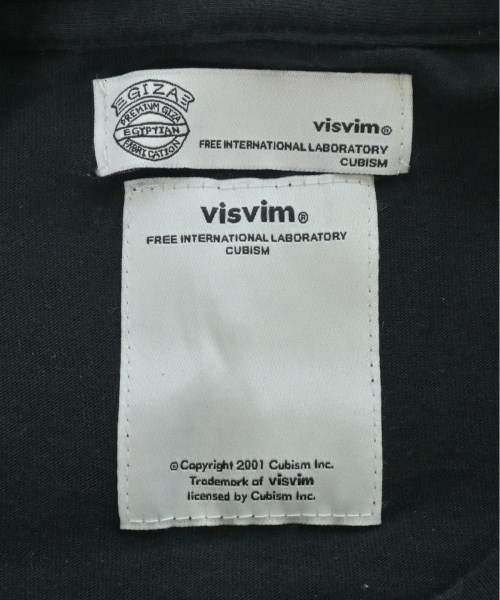 GIZA
PREMIUM GIZA
EGYPTIAN
FABRICATION
visvim®
FREE INTERNATIONAL LABORATORY
CUBISM
visvim®
FREE INTERNATIONAL LABORATORY
CUBISM
©Copyright 2001 Cubism Inc.
Trademark of visvim
licensed by Cubism Inc.